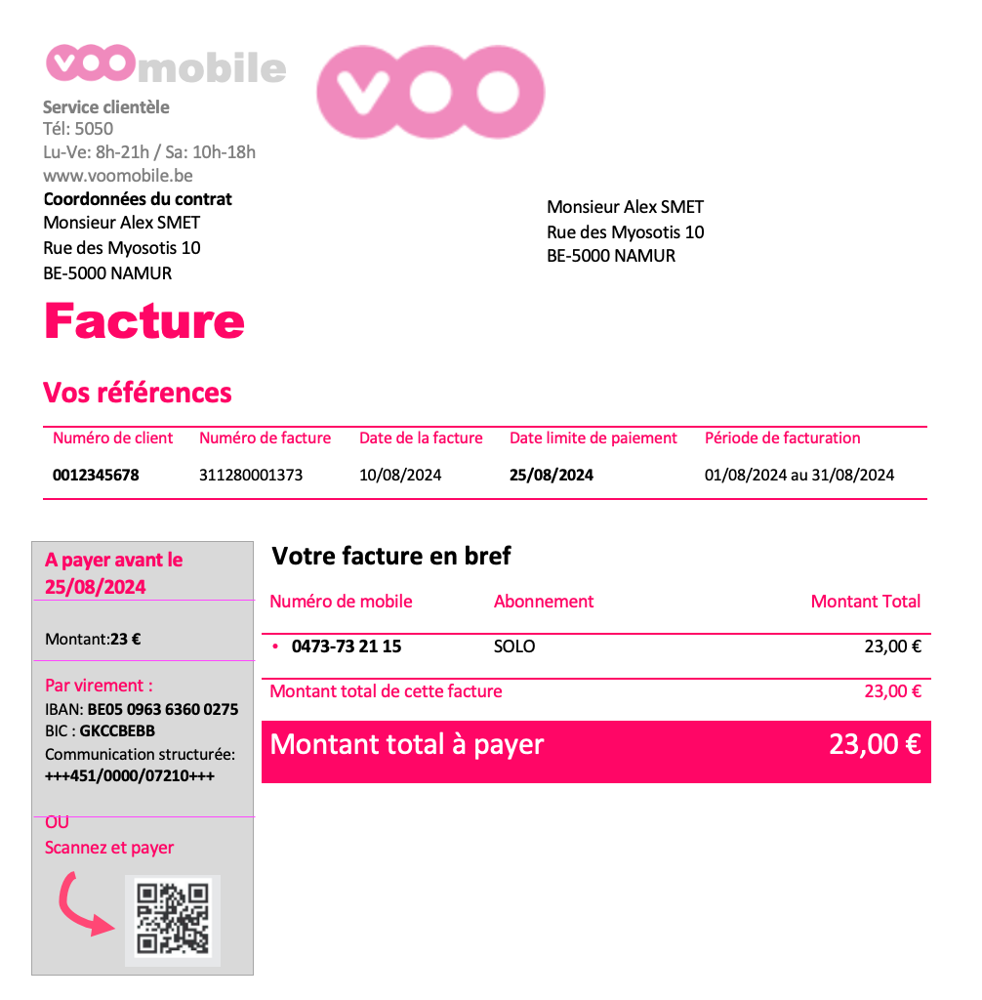 voo mobile
voo
Service clientèle
Tél: 5050
Lu-Ve: 8h-21h / Sa: 10h-18h
www.voomobile.be
Coordonnées du contrat
Monsieur Alex SMET
Rue des Myosotis 10
BE-5000 NAMUR
Monsieur Alex SMET
Rue des Myosotis 10
BE-5000 NAMUR
Facture
Vos références
Numéro de client Numéro de facture Date de la facture Date limite de paiement Période de facturation
0012345678 311280001373 10/08/2024 25/08/2024 01/08/2024 au 31/08/2024
A payer avant le
25/08/2024
Montant:23 €
Par virement :
IBAN: BE05 0963 6360 0275
BIC : GKCCBEBB
Communication structurée:
+++451/0000/07210+++
OU
Scannez et payer
Votre facture en bref
Numéro de mobile Abonnement Montant Total
• 0473-73 21 15 SOLO 23,00 €
Montant total de cette facture 23,00 €
Montant total à payer 23,00 €